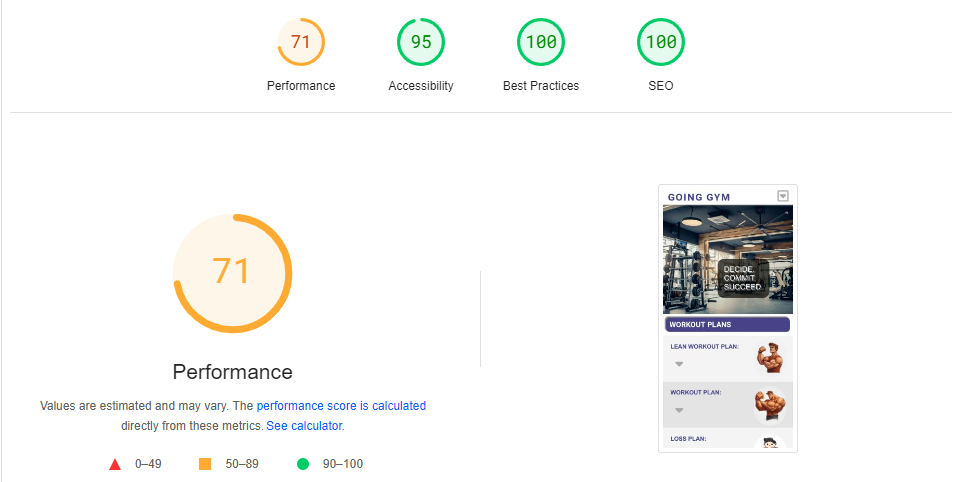 71
95
100
100
Performance
Accessibility
Best Practices
SEO
71
Performance
Values are estimated and may vary. The performance score is calculated
directly from these metrics. See calculator.
0–49
50–89
90–100
GOING GYM
DECIDE.
COMMIT.
SUCCEED.
WORKOUT PLANS
LEAN WORKOUT PLAN:
WORKOUT PLAN:
LOSS PLAN: